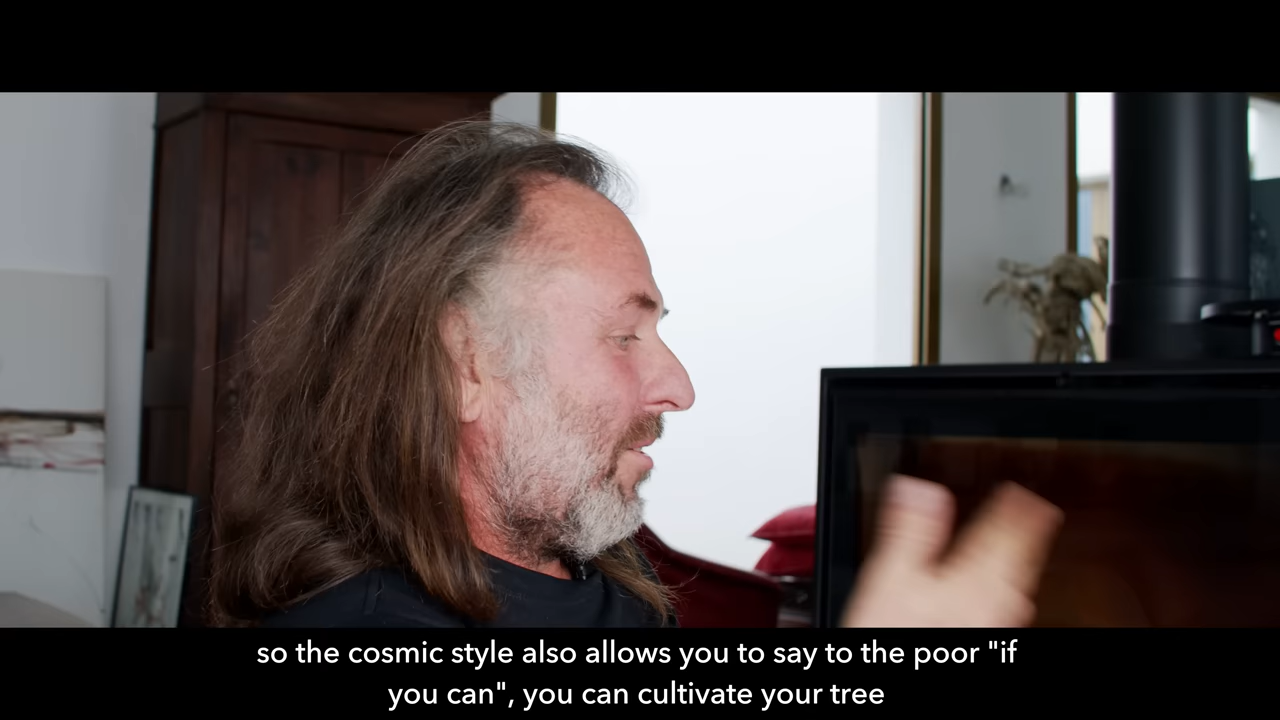 so the cosmic style also allows you to say to the poor "if
you can", you can cultivate your tree